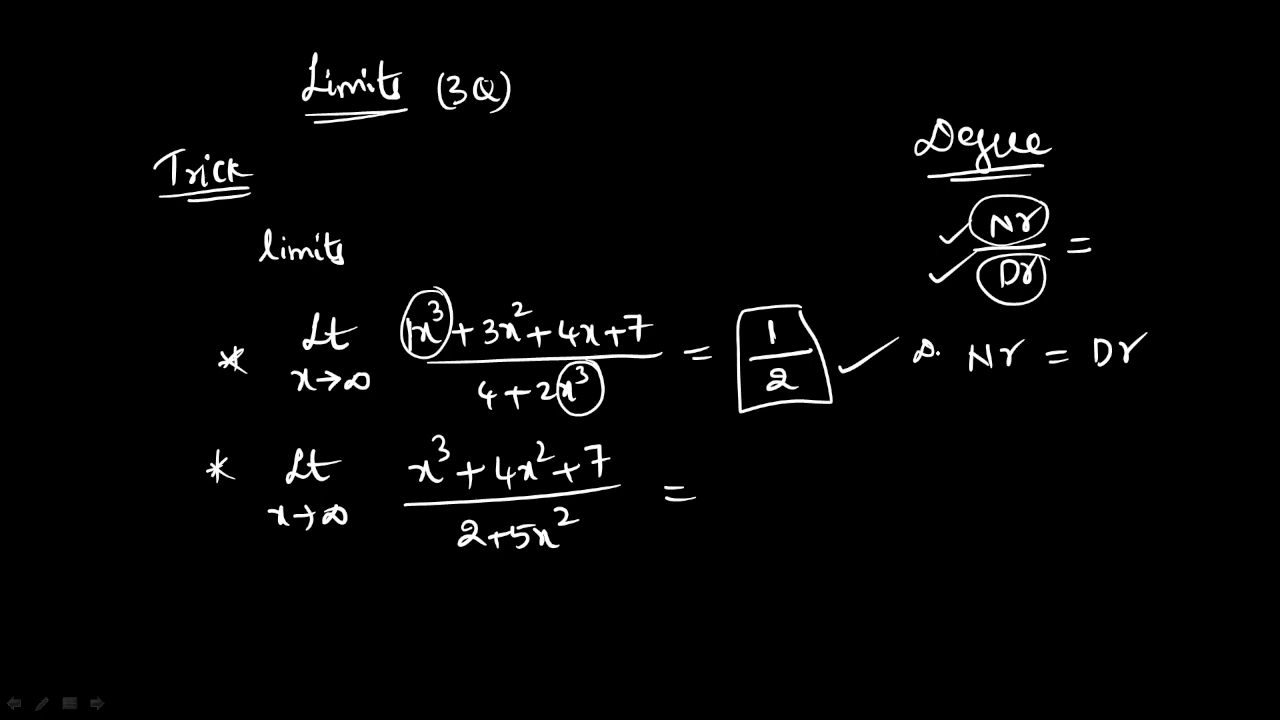 Limits (3Q)
Trick
limits
* Lt x→∞ (1x³ + 3x² + 4x + 7) / (4 + 2x³) = 1/2 ✓
* Lt x→∞ (x³ + 4x² + 7) / (2 + 5x²) =
Degree
✓ Nr / ✓ Dr =
D. Nr = Dr